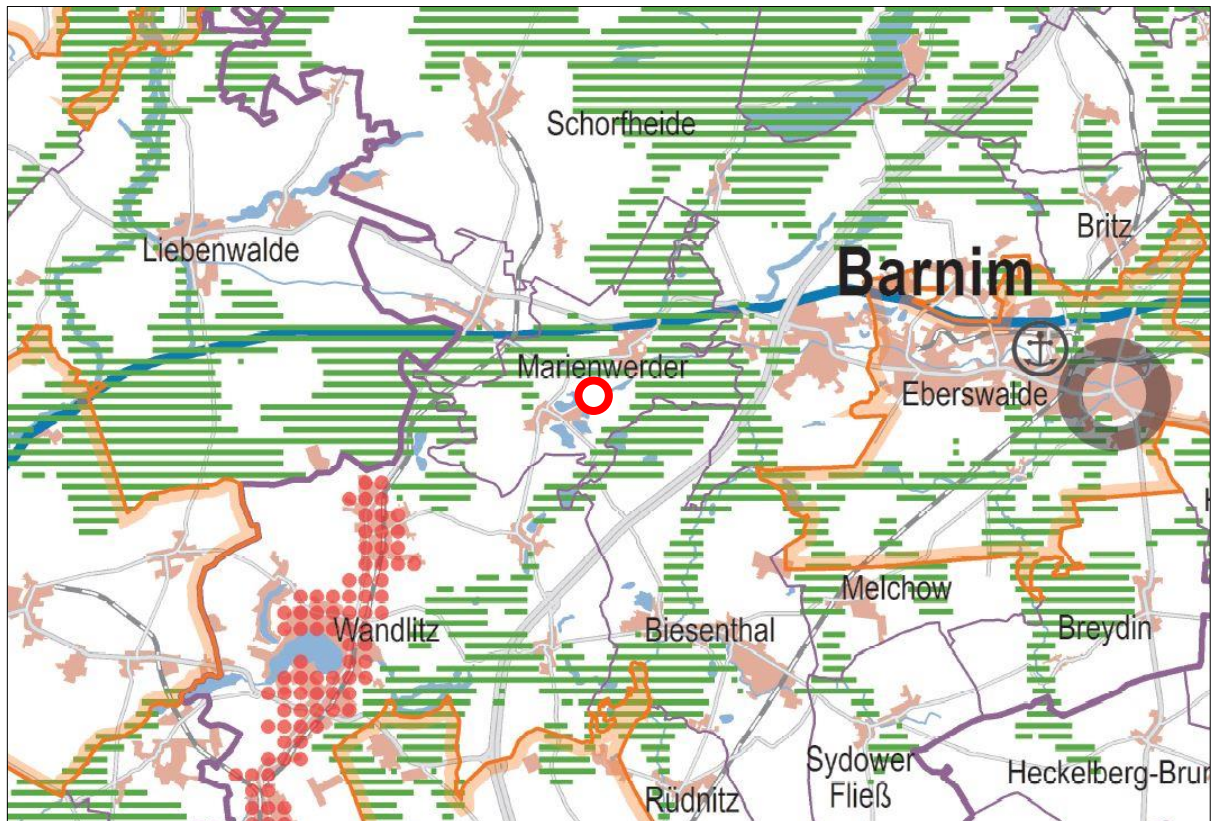 Schorfheide
Britz
Liebenwalde
Barnim
Marienwerder
Eberswalde
H
Melchow
Wandlitz
Biesenthal
Breydin
Sydower
Fließ
Heckelberg-Brun
Rüdnitz